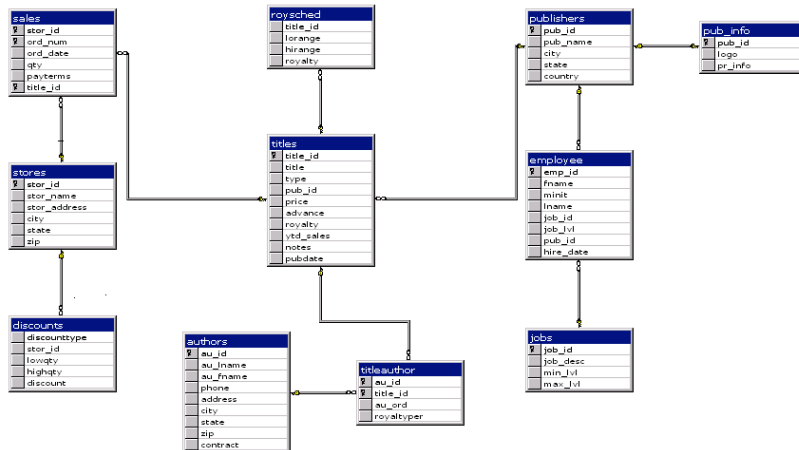 sales
stor_id
ord_num
ord_date
qty
payterms
title_id
roysched
title_id
lorange
hirange
royalty
publishers
pub_id
pub_name
city
state
country
pub_info
pub_id
logo
pr_info
stores
stor_id
stor_name
stor_address
city
state
zip
titles
title_id
title
type
pub_id
price
advance
royalty
ytd_sales
notes
pubdate
employee
emp_id
fname
minit
lname
job_id
job_lvl
pub_id
hire_date
discounts
discounttype
stor_id
lowqty
highqty
discount
authors
au_id
au_lname
au_fname
phone
address
city
state
zip
contract
titleauthor
au_id
title_id
au_ord
royaltyper
jobs
job_id
job_desc
min_lvl
max_lvl